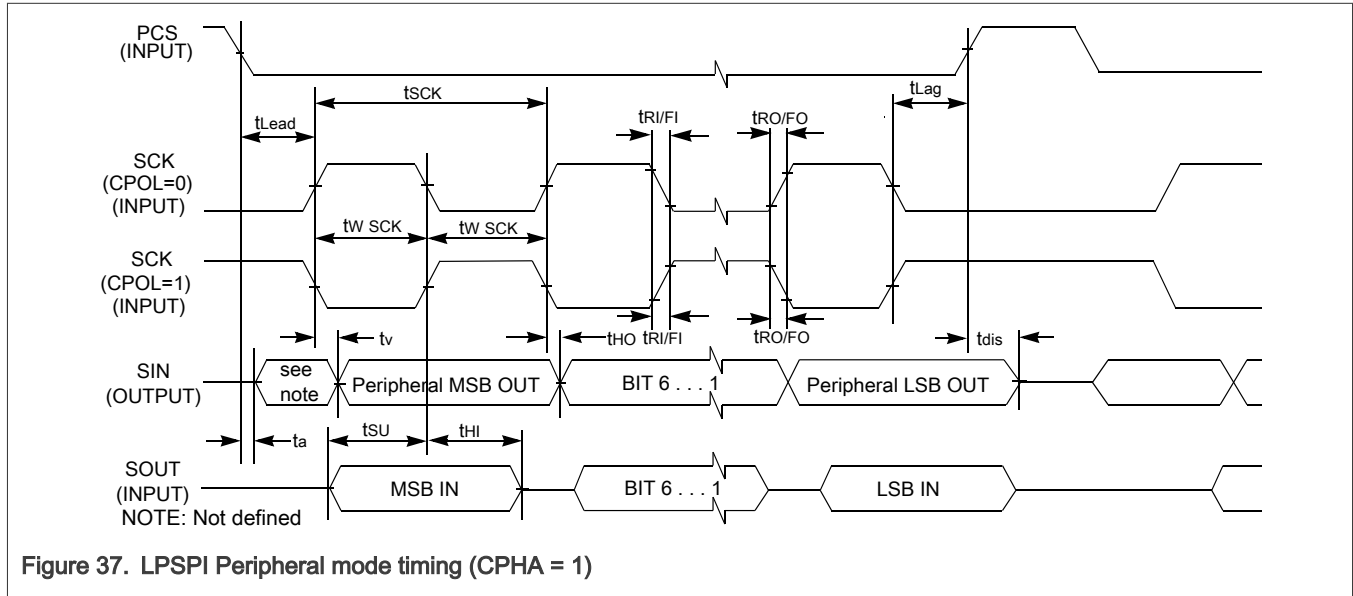 PCS
(INPUT)
tSCK
tLag
tLead
tRI/FI
tRO/FO
SCK
(CPOL=0)
(INPUT)
tW SCK
tW SCK
SCK
(CPOL=1)
(INPUT)
tv
tHO
tRI/FI
tRO/FO
tdis
SIN
(OUTPUT)
see
note
Peripheral MSB OUT
BIT 6 . . . 1
Peripheral LSB OUT
ta
tSU
tHI
SOUT
(INPUT)
MSB IN
BIT 6 . . . 1
LSB IN
NOTE: Not defined
Figure 37. LPSPI Peripheral mode timing (CPHA = 1)